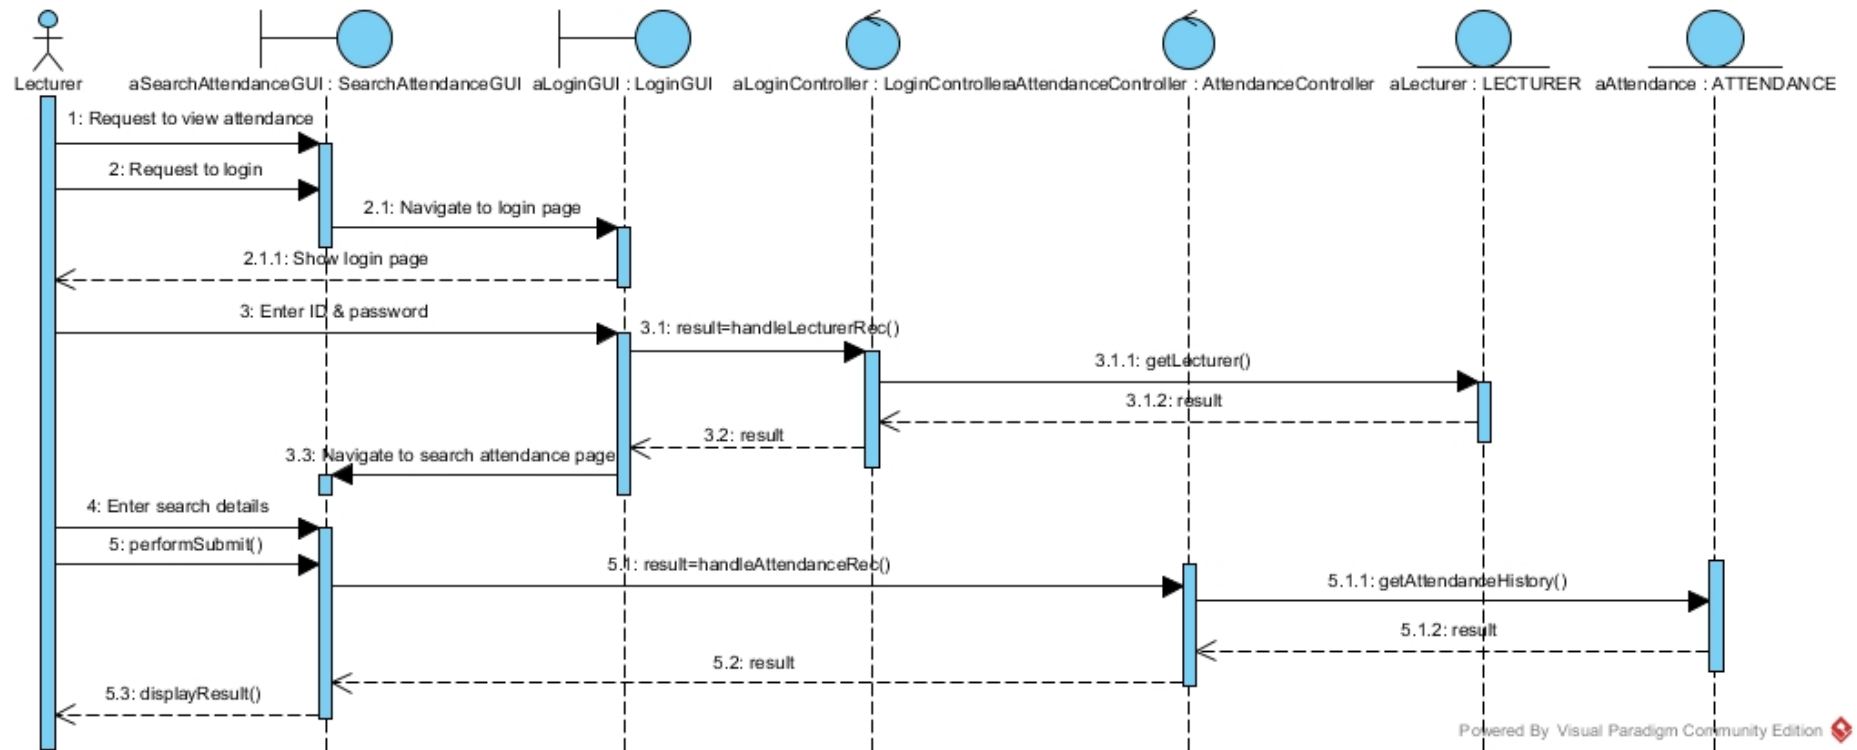 Lecturer
aSearchAttendanceGUI : SearchAttendanceGUI
aLoginGUI : LoginGUI
aLoginController : LoginController
aAttendanceController : AttendanceController
aLecturer : LECTURER
aAttendance : ATTENDANCE
1: Request to view attendance
2: Request to login
2.1: Navigate to login page
2.1.1: Show login page
3: Enter ID & password
3.1: result=handleLecturerRec()
3.1.1: getLecturer()
3.1.2: result
3.2: result
3.3: Navigate to search attendance page
4: Enter search details
5: performSubmit()
5.1: result=handleAttendanceRec()
5.1.1: getAttendanceHistory()
5.1.2: result
5.2: result
5.3: displayResult()
Powered By Visual Paradigm Community Edition